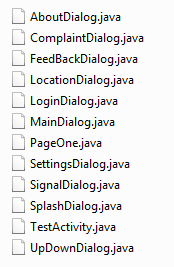 AboutDialog.java
ComplaintDialog.java
FeedBackDialog.java
LocationDialog.java
LoginDialog.java
MainDialog.java
PageOne.java
SettingsDialog.java
SignalDialog.java
SplashDialog.java
TestActivity.java
UpDownDialog.java